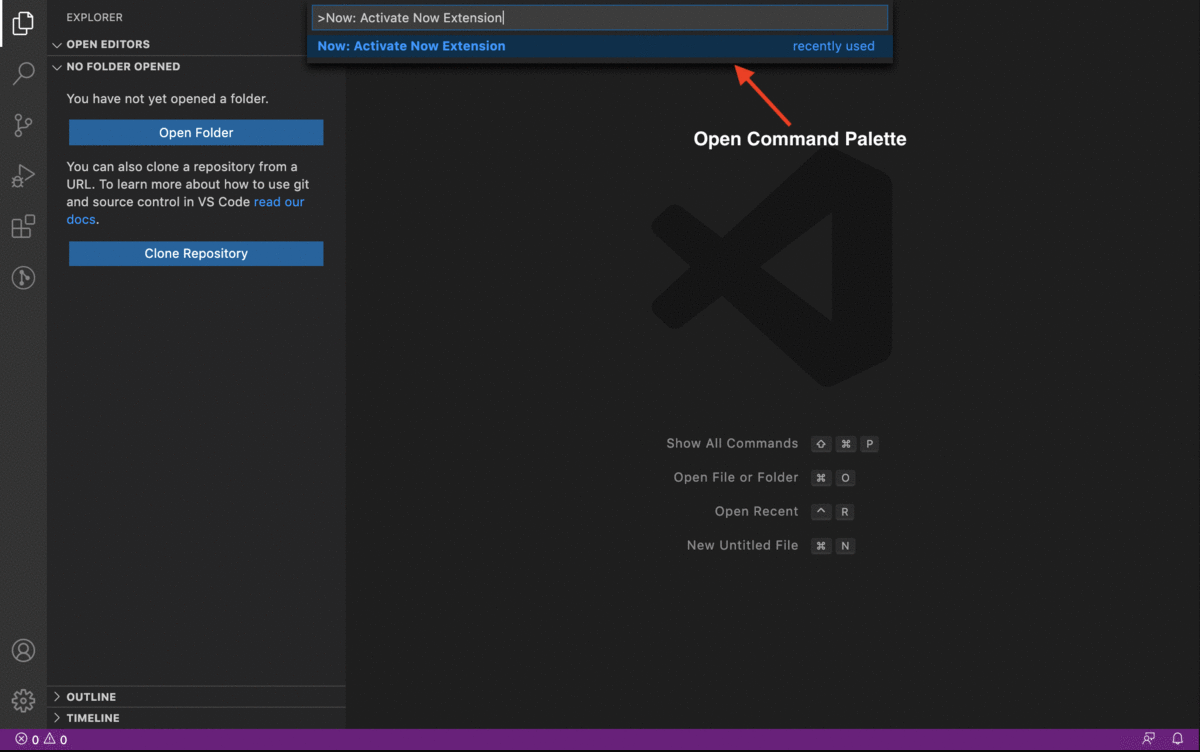 EXPLORER
>Now: Activate Now Extension
Now: Activate Now Extension recently used
OPEN EDITORS
NO FOLDER OPENED
You have not yet opened a folder.
Open Folder
You can also clone a repository from a
URL. To learn more about how to use git
and source control in VS Code read our
docs.
Clone Repository
Open Command Palette
Show All Commands ⇧ ⌘ P
Open File or Folder ⌘ O
Open Recent ^ R
New Untitled File ⌘ N
OUTLINE
TIMELINE
0 0